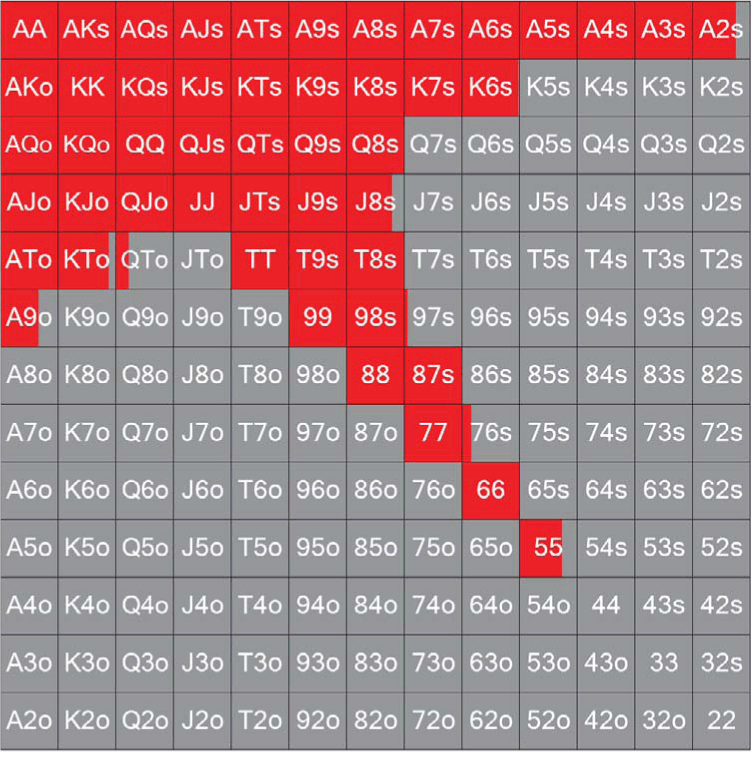 AA AKs AQs AJs ATs A9s A8s A7s A6s A5s A4s A3s A2s
AKo KK KQs KJs KTs K9s K8s K7s K6s K5s K4s K3s K2s
AQo KQo QQ QJs QTs Q9s Q8s Q7s Q6s Q5s Q4s Q3s Q2s
AJo KJo QJo JJ JTs J9s J8s J7s J6s J5s J4s J3s J2s
ATo KTo QTo JTo TT T9s T8s T7s T6s T5s T4s T3s T2s
A9o K9o Q9o J9o T9o 99 98s 97s 96s 95s 94s 93s 92s
A8o K8o Q8o J8o T8o 98o 88 87s 86s 85s 84s 83s 82s
A7o K7o Q7o J7o T7o 97o 87o 77 76s 75s 74s 73s 72s
A6o K6o Q6o J6o T6o 96o 86o 76o 66 65s 64s 63s 62s
A5o K5o Q5o J5o T5o 95o 85o 75o 65o 55 54s 53s 52s
A4o K4o Q4o J4o T4o 94o 84o 74o 64o 54o 44 43s 42s
A3o K3o Q3o J3o T3o 93o 83o 73o 63o 53o 43o 33 32s
A2o K2o Q2o J2o T2o 92o 82o 72o 62o 52o 42o 32o 22